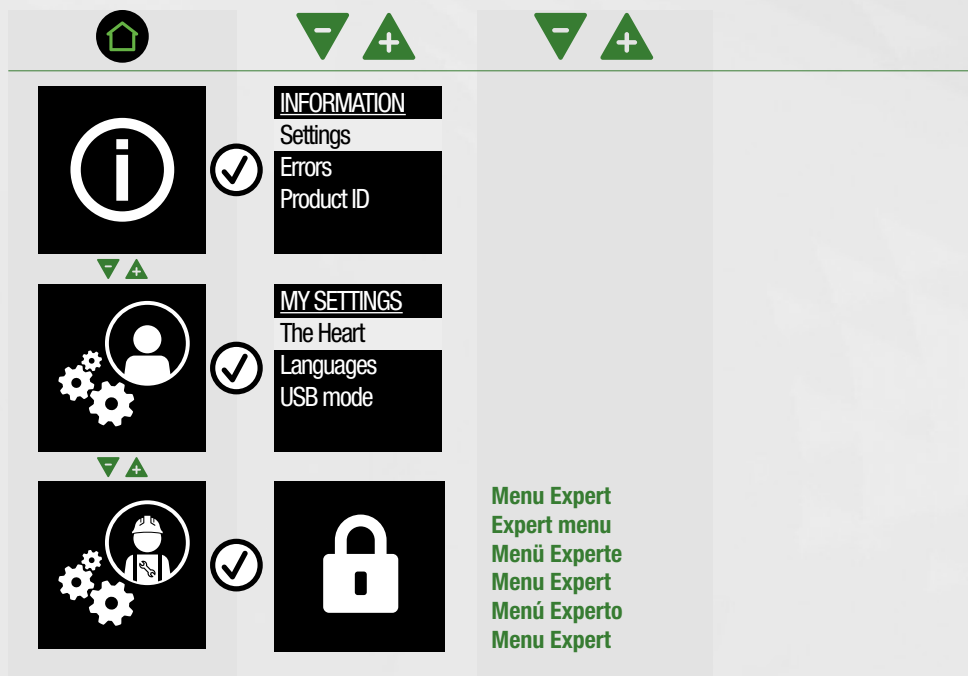 INFORMATION
Settings
Errors
Product ID
MY SETTINGS
The Heart
Languages
USB mode
Menu Expert
Expert menu
Menü Experte
Menu Expert
Menú Experto
Menu Expert